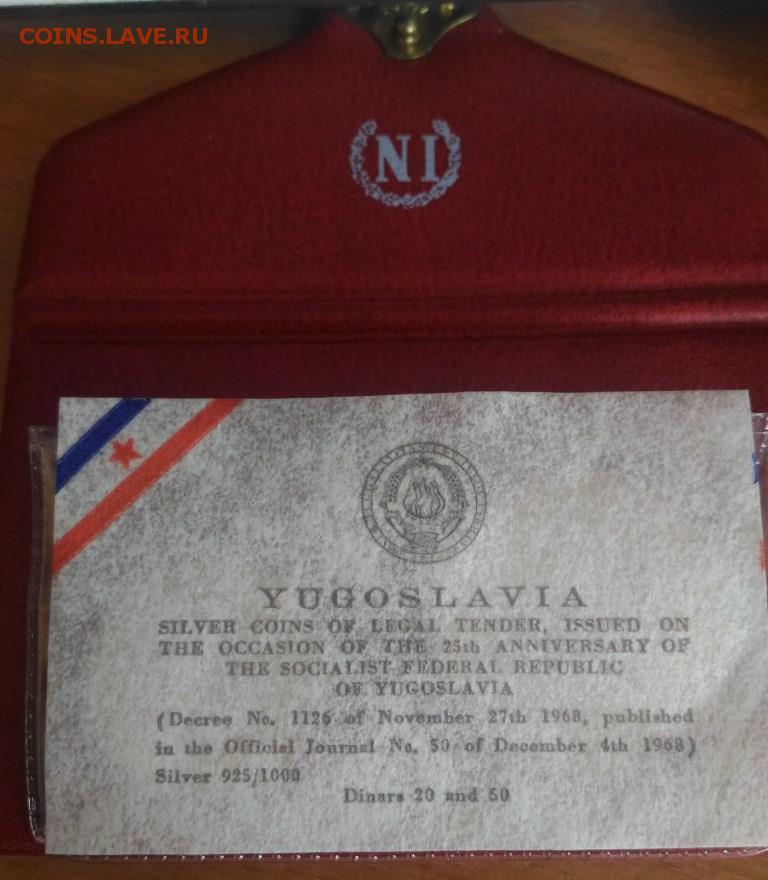 COINS.LAVE.RU
NI
YUGOSLAVIA
SILVER COINS OF LEGAL TENDER, ISSUED ON
THE OCCASION OF THE 25th ANNIVERSARY OF
THE SOCIALIST FEDERAL REPUBLIC
OF YUGOSLAVIA
(Decree No. 1126 of November 27th 1968, published
in the Official Journal No. 50 of December 4th 1968)
Silver 925/1000
Dinars 20 and 50